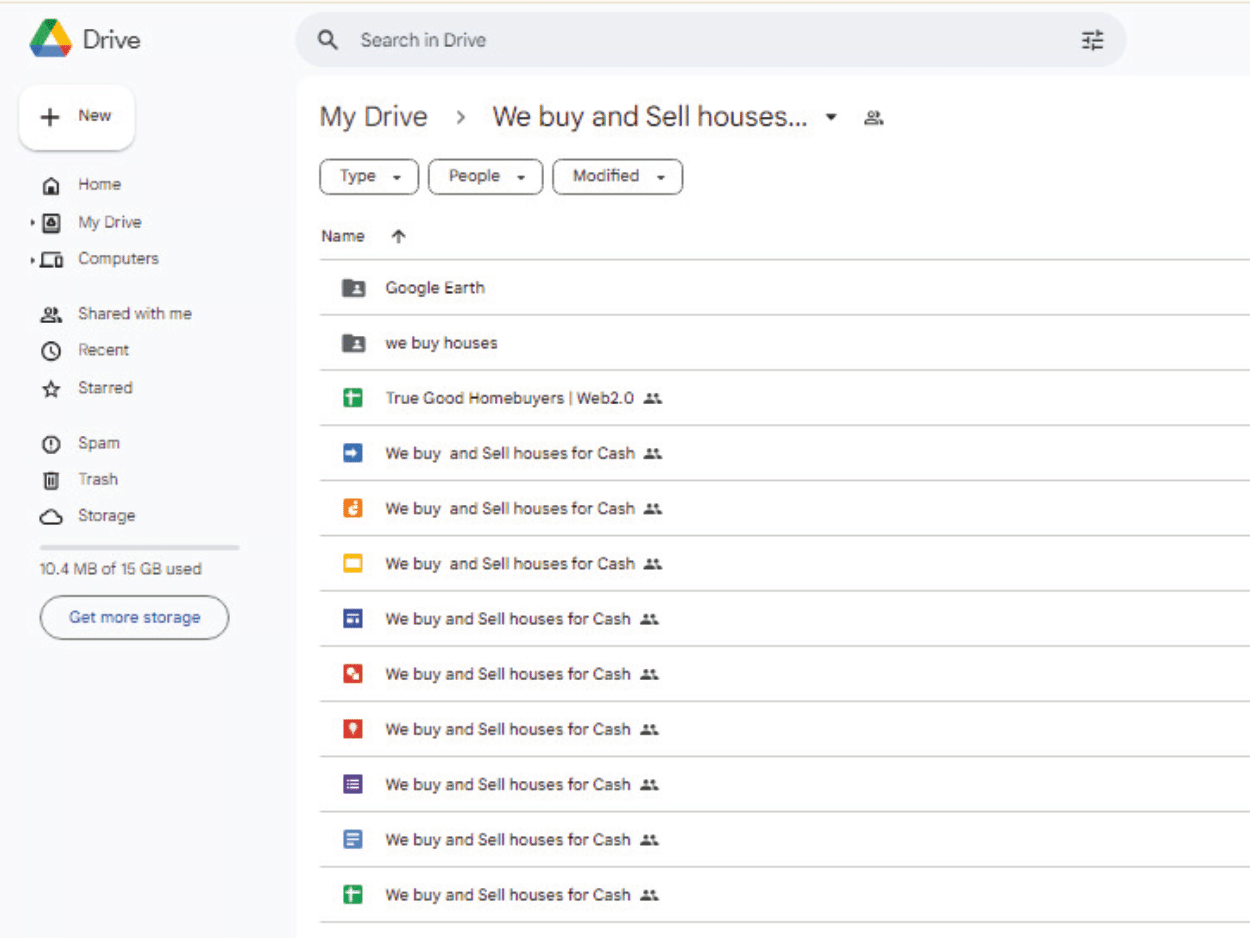 Drive
Search in Drive
New
My Drive > We buy and Sell houses...
Type
People
Modified
Home
My Drive
Computers
Shared with me
Recent
Starred
Spam
Trash
Storage
10.4 MB of 15 GB used
Get more storage
Name
Google Earth
we buy houses
True Good Homebuyers | Web2.0
We buy  and Sell houses for Cash
We buy  and Sell houses for Cash
We buy  and Sell houses for Cash
We buy and Sell houses for Cash
We buy and Sell houses for Cash
We buy and Sell houses for Cash
We buy and Sell houses for Cash
We buy and Sell houses for Cash
We buy and Sell houses for Cash